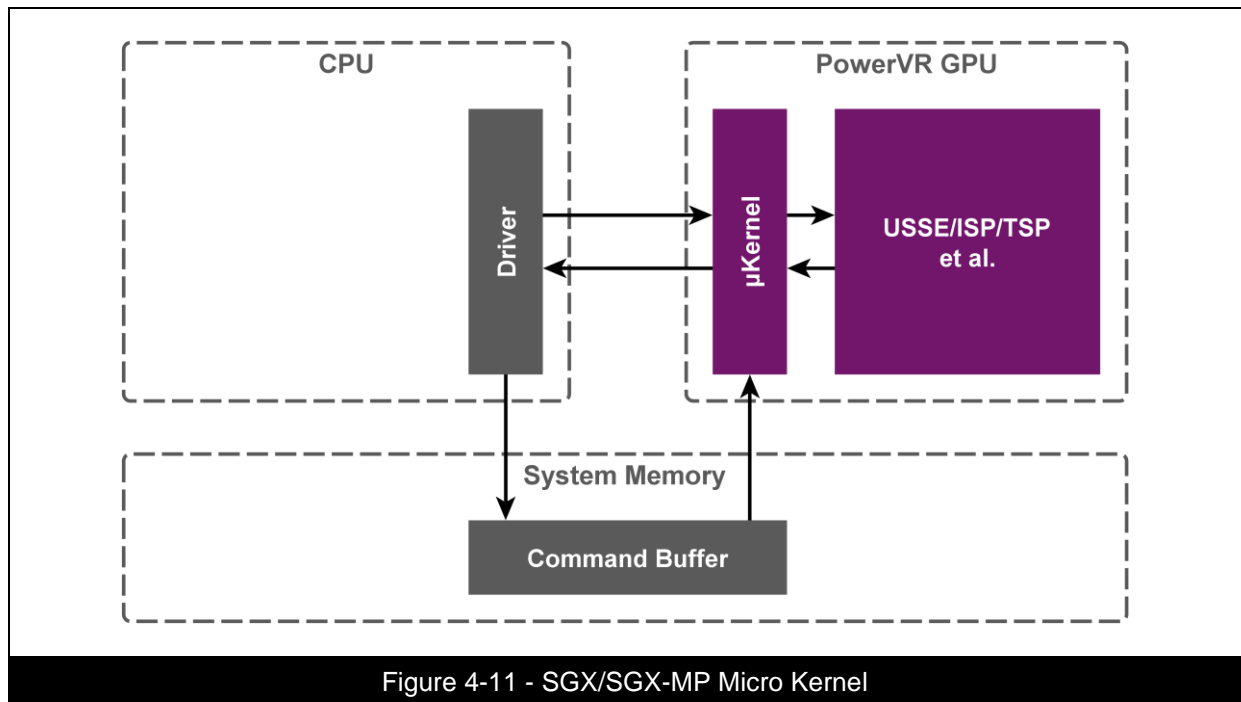 CPU
PowerVR GPU
Driver
µKernel
USSE/ISP/TSP
et al.
System Memory
Command Buffer
Figure 4-11 - SGX/SGX-MP Micro Kernel